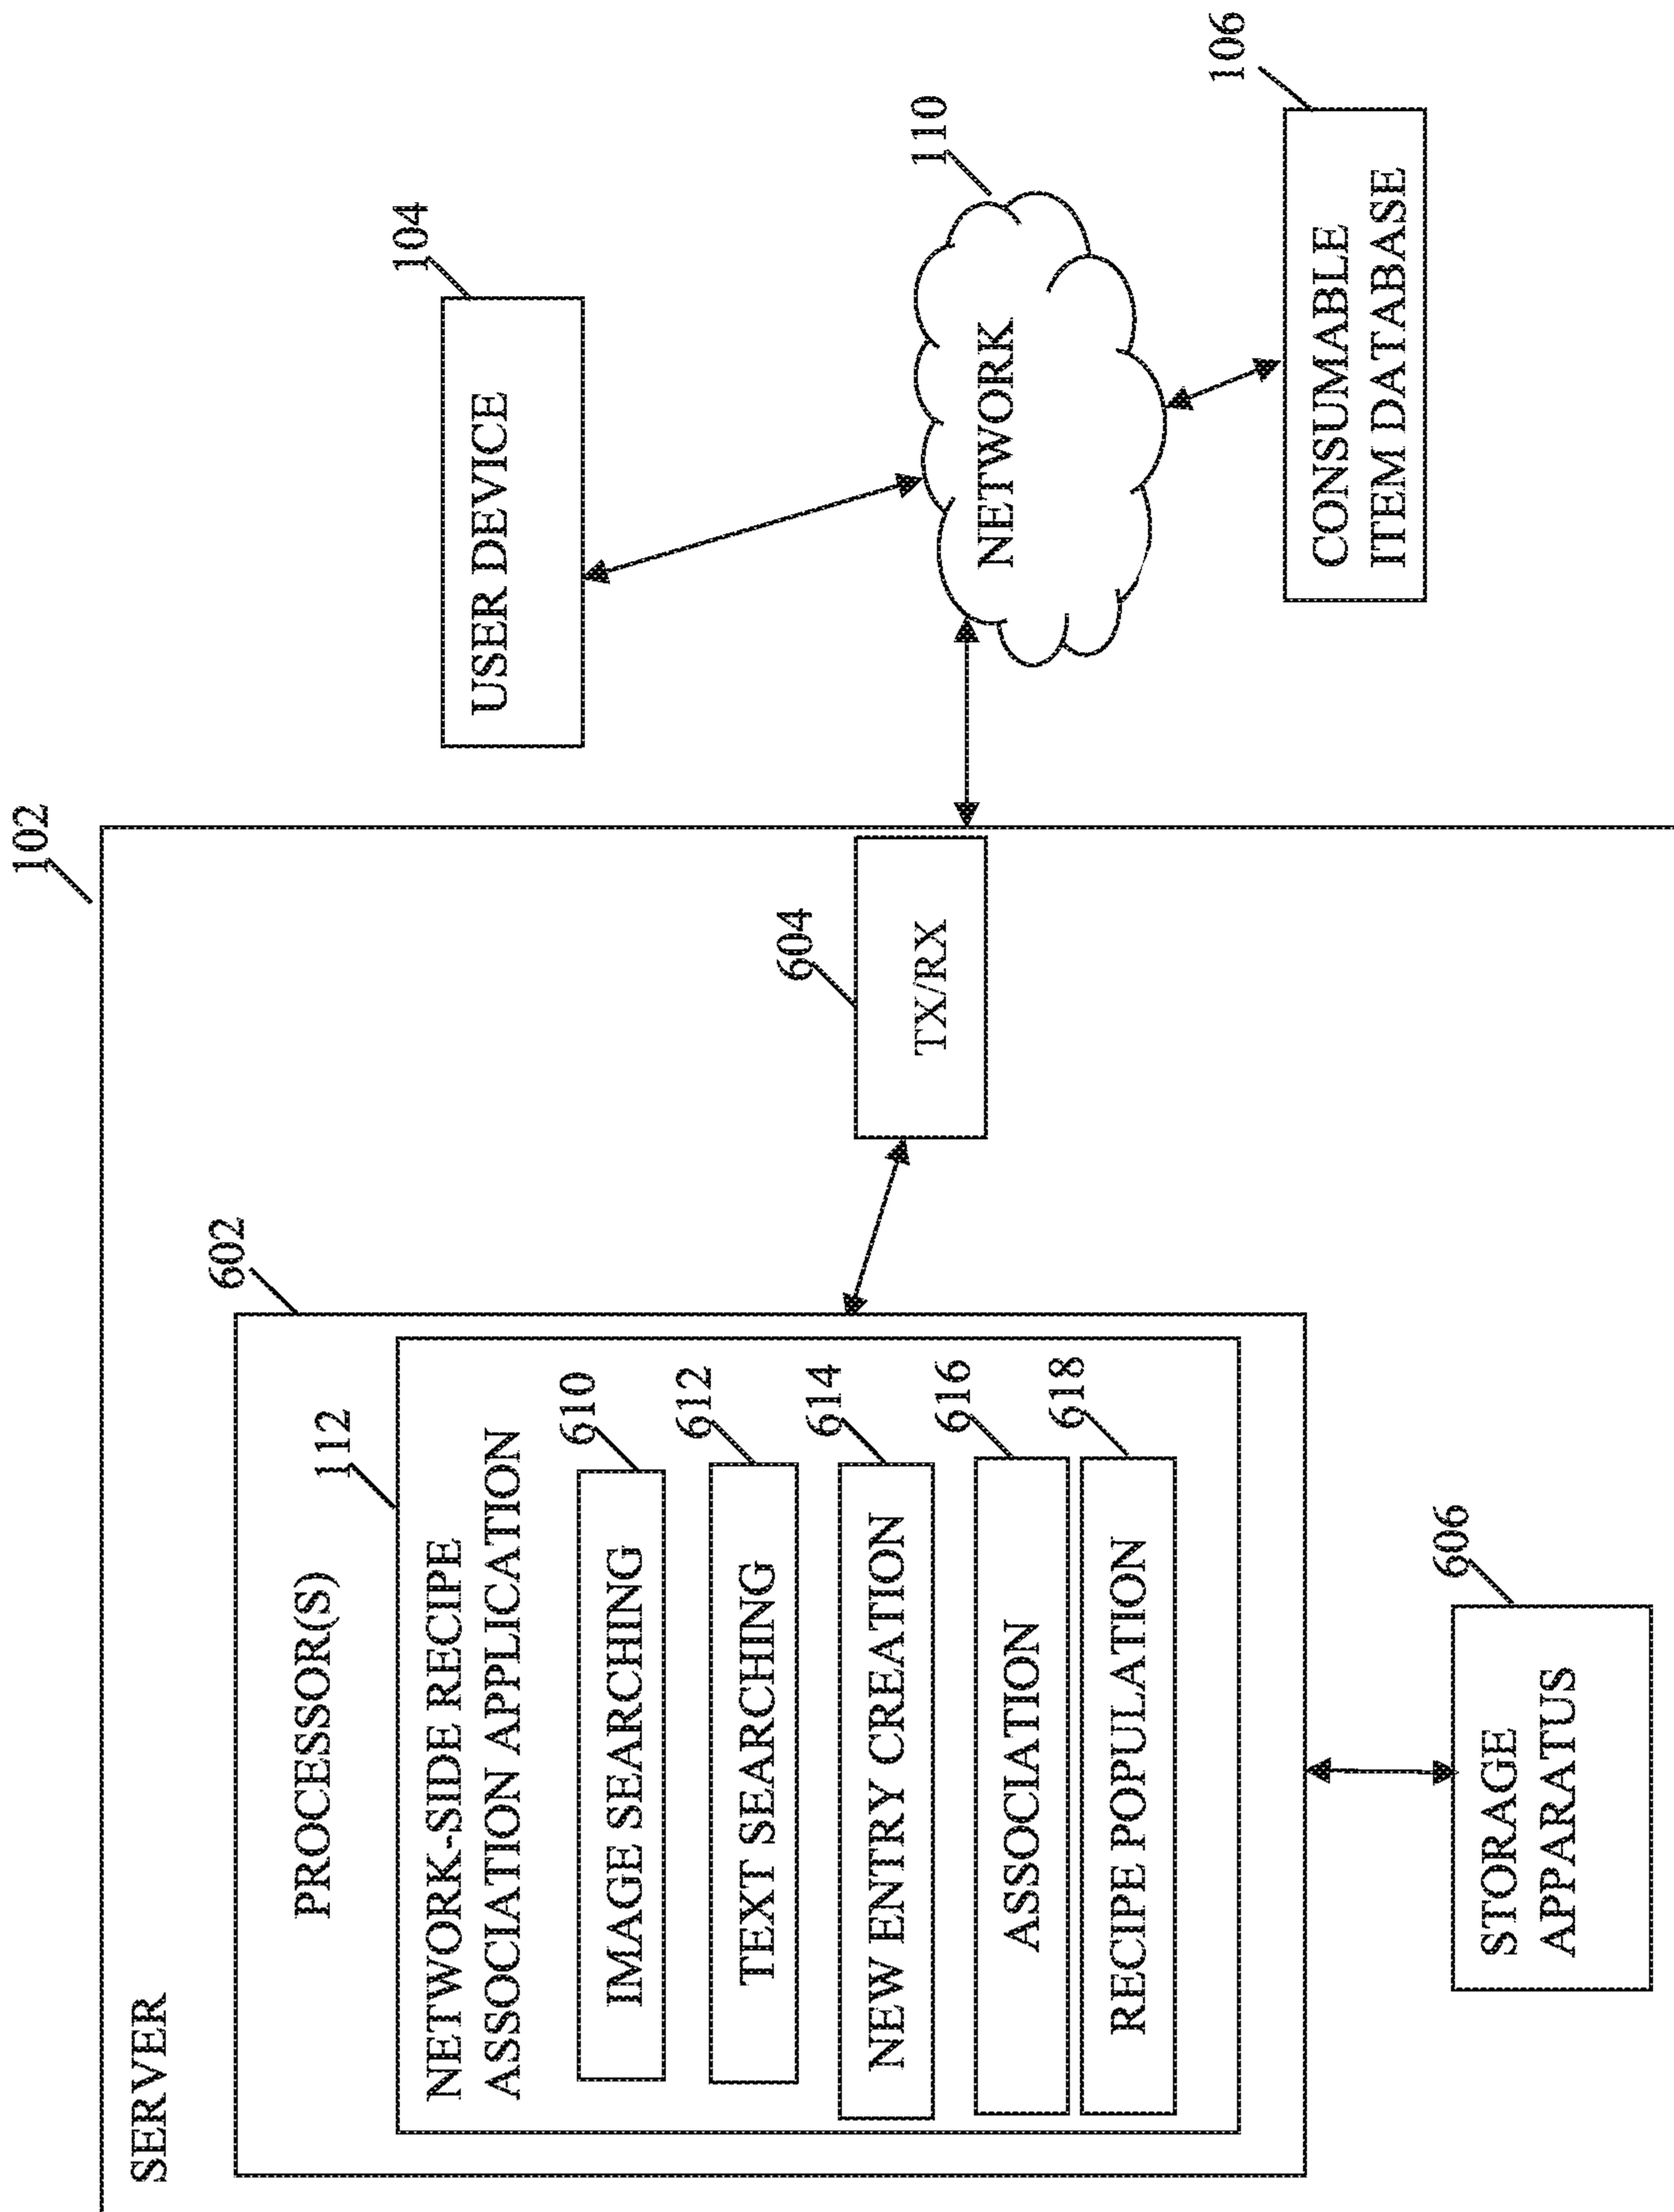 SERVER
102
PROCESSOR(S)
602
NETWORK-SIDE RECIPE
ASSOCIATION APPLICATION
112
IMAGE SEARCHING
610
TEXT SEARCHING
612
NEW ENTRY CREATION
614
ASSOCIATION
616
RECIPE POPULATION
618
STORAGE
APPARATUS
606
TX/RX
604
USER DEVICE
104
NETWORK
110
CONSUMABLE
ITEM DATABASE
106